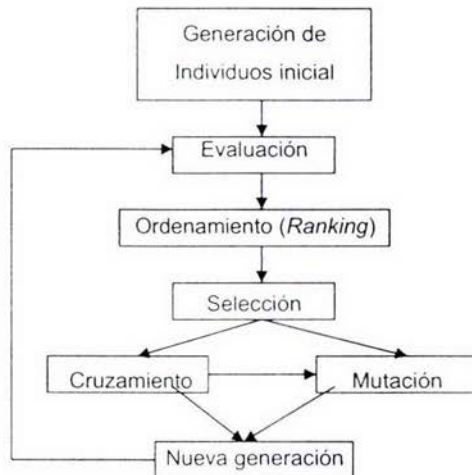 Generación de
Individuos inicial
Evaluación
Ordenamiento (Ranking)
Selección
Cruzamiento
Mutación
Nueva generación